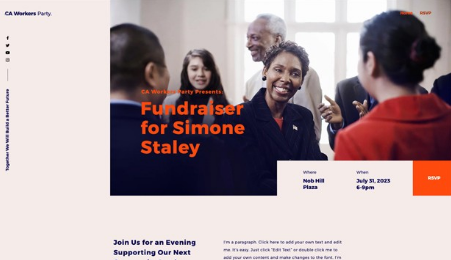 CA Workers Party.
RSVP
Together We Will Build a Better Future
CA Workers Party Presents:
Fundraiser
for Simone
Staley
Where
Nob Hill
Plaza
When
July 31, 2023
6-9pm
RSVP
Join Us for an Evening
Supporting Our Next
I'm a paragraph. Click here to add your own text and edit
me. It's easy. Just click "Edit Text" or double click me to
add your own content and make changes to the font. I'm